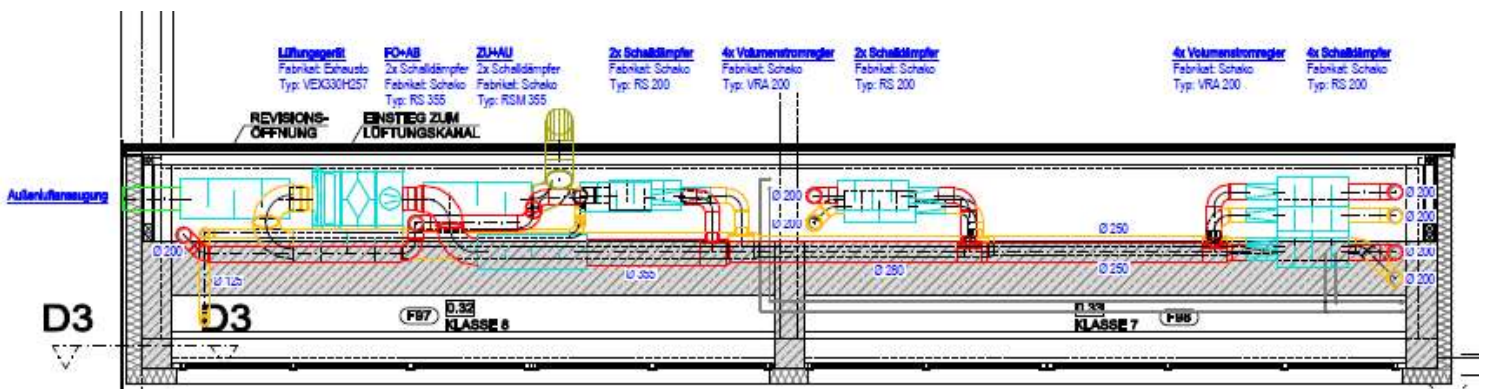 Lüftungsgerät
Fabrikat: Exhausto
Typ: VEX330H257
FO+AB
2x Schalldämpfer
Fabrikat: Schako
Typ: RS 355
ZU+AU
2x Schalldämpfer
Fabrikat: Schako
Typ: RSM 355
2x Schalldämpfer
Fabrikat: Schako
Typ: RS 200
4x Volumenstromregler
Fabrikat: Schako
Typ: VRA 200
2x Schalldämpfer
Fabrikat: Schako
Typ: RS 200
4x Volumenstromregler
Fabrikat: Schako
Typ: VRA 200
4x Schalldämpfer
Fabrikat: Schako
Typ: RS 200
REVISIONS-
ÖFFNUNG
EINSTIEG ZUM
LÜFTUNGSKANAL
Außenluftansaugung
Ø 200
Ø 200
Ø 200
Ø 200
Ø 250
Ø 200
Ø 200
Ø 125
Ø 355
Ø 280
Ø 250
Ø 200
D3
D3
F97
0.32
KLASSE 8
0.33
KLASSE 7
F98